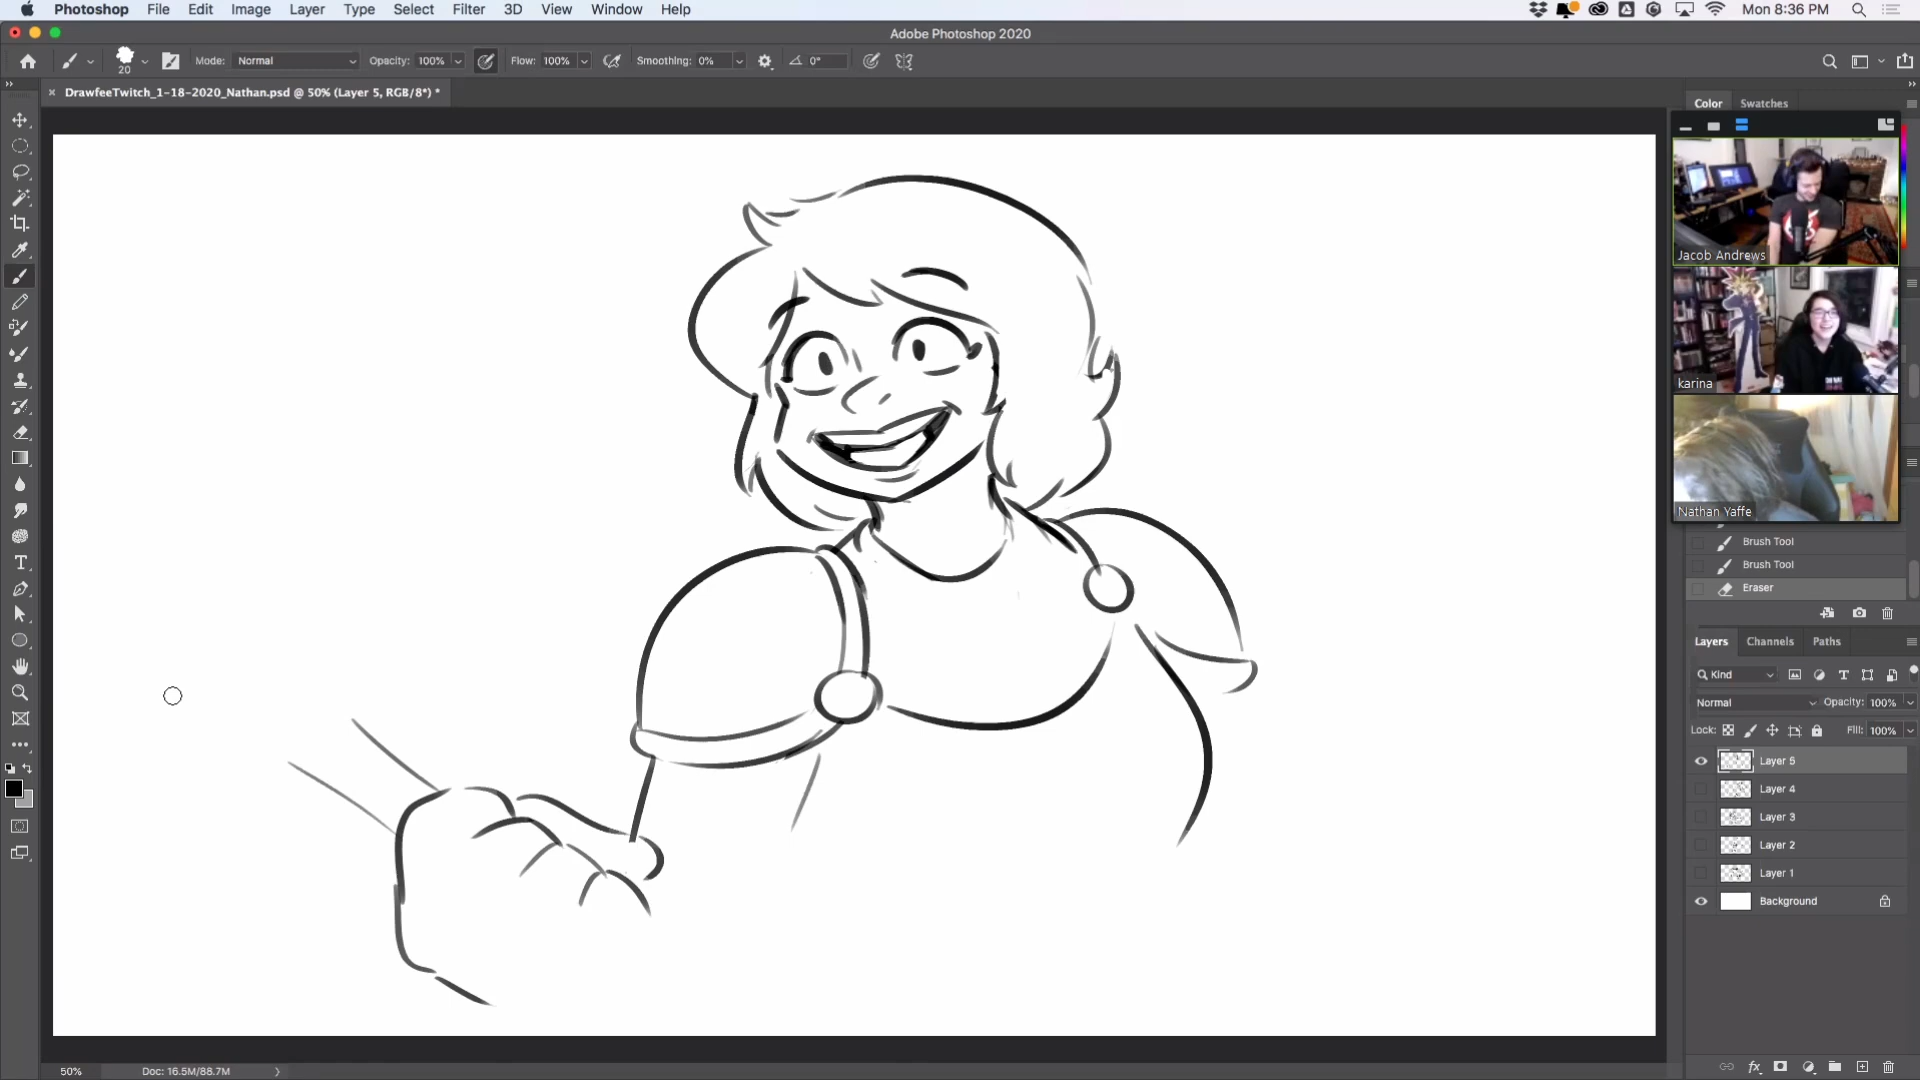 Photoshop File Edit Image Layer Type Select Filter 3D View Window Help Mon 8:36 PM
Adobe Photoshop 2020
20 Mode: Normal Opacity: 100% Flow: 100% Smoothing: 0% 0°
× DrawfeeTwitch_1-18-2020_Nathan.psd @ 50% (Layer 5, RGB/8*) *
Color Swatches
Jacob Andrews
karina
Nathan Yaffe
Brush Tool
Brush Tool
Eraser
Layers Channels Paths
Kind
Normal Opacity: 100%
Lock: Fill: 100%
Layer 5
Layer 4
Layer 3
Layer 2
Layer 1
Background
50% Doc: 16.5M/88.7M